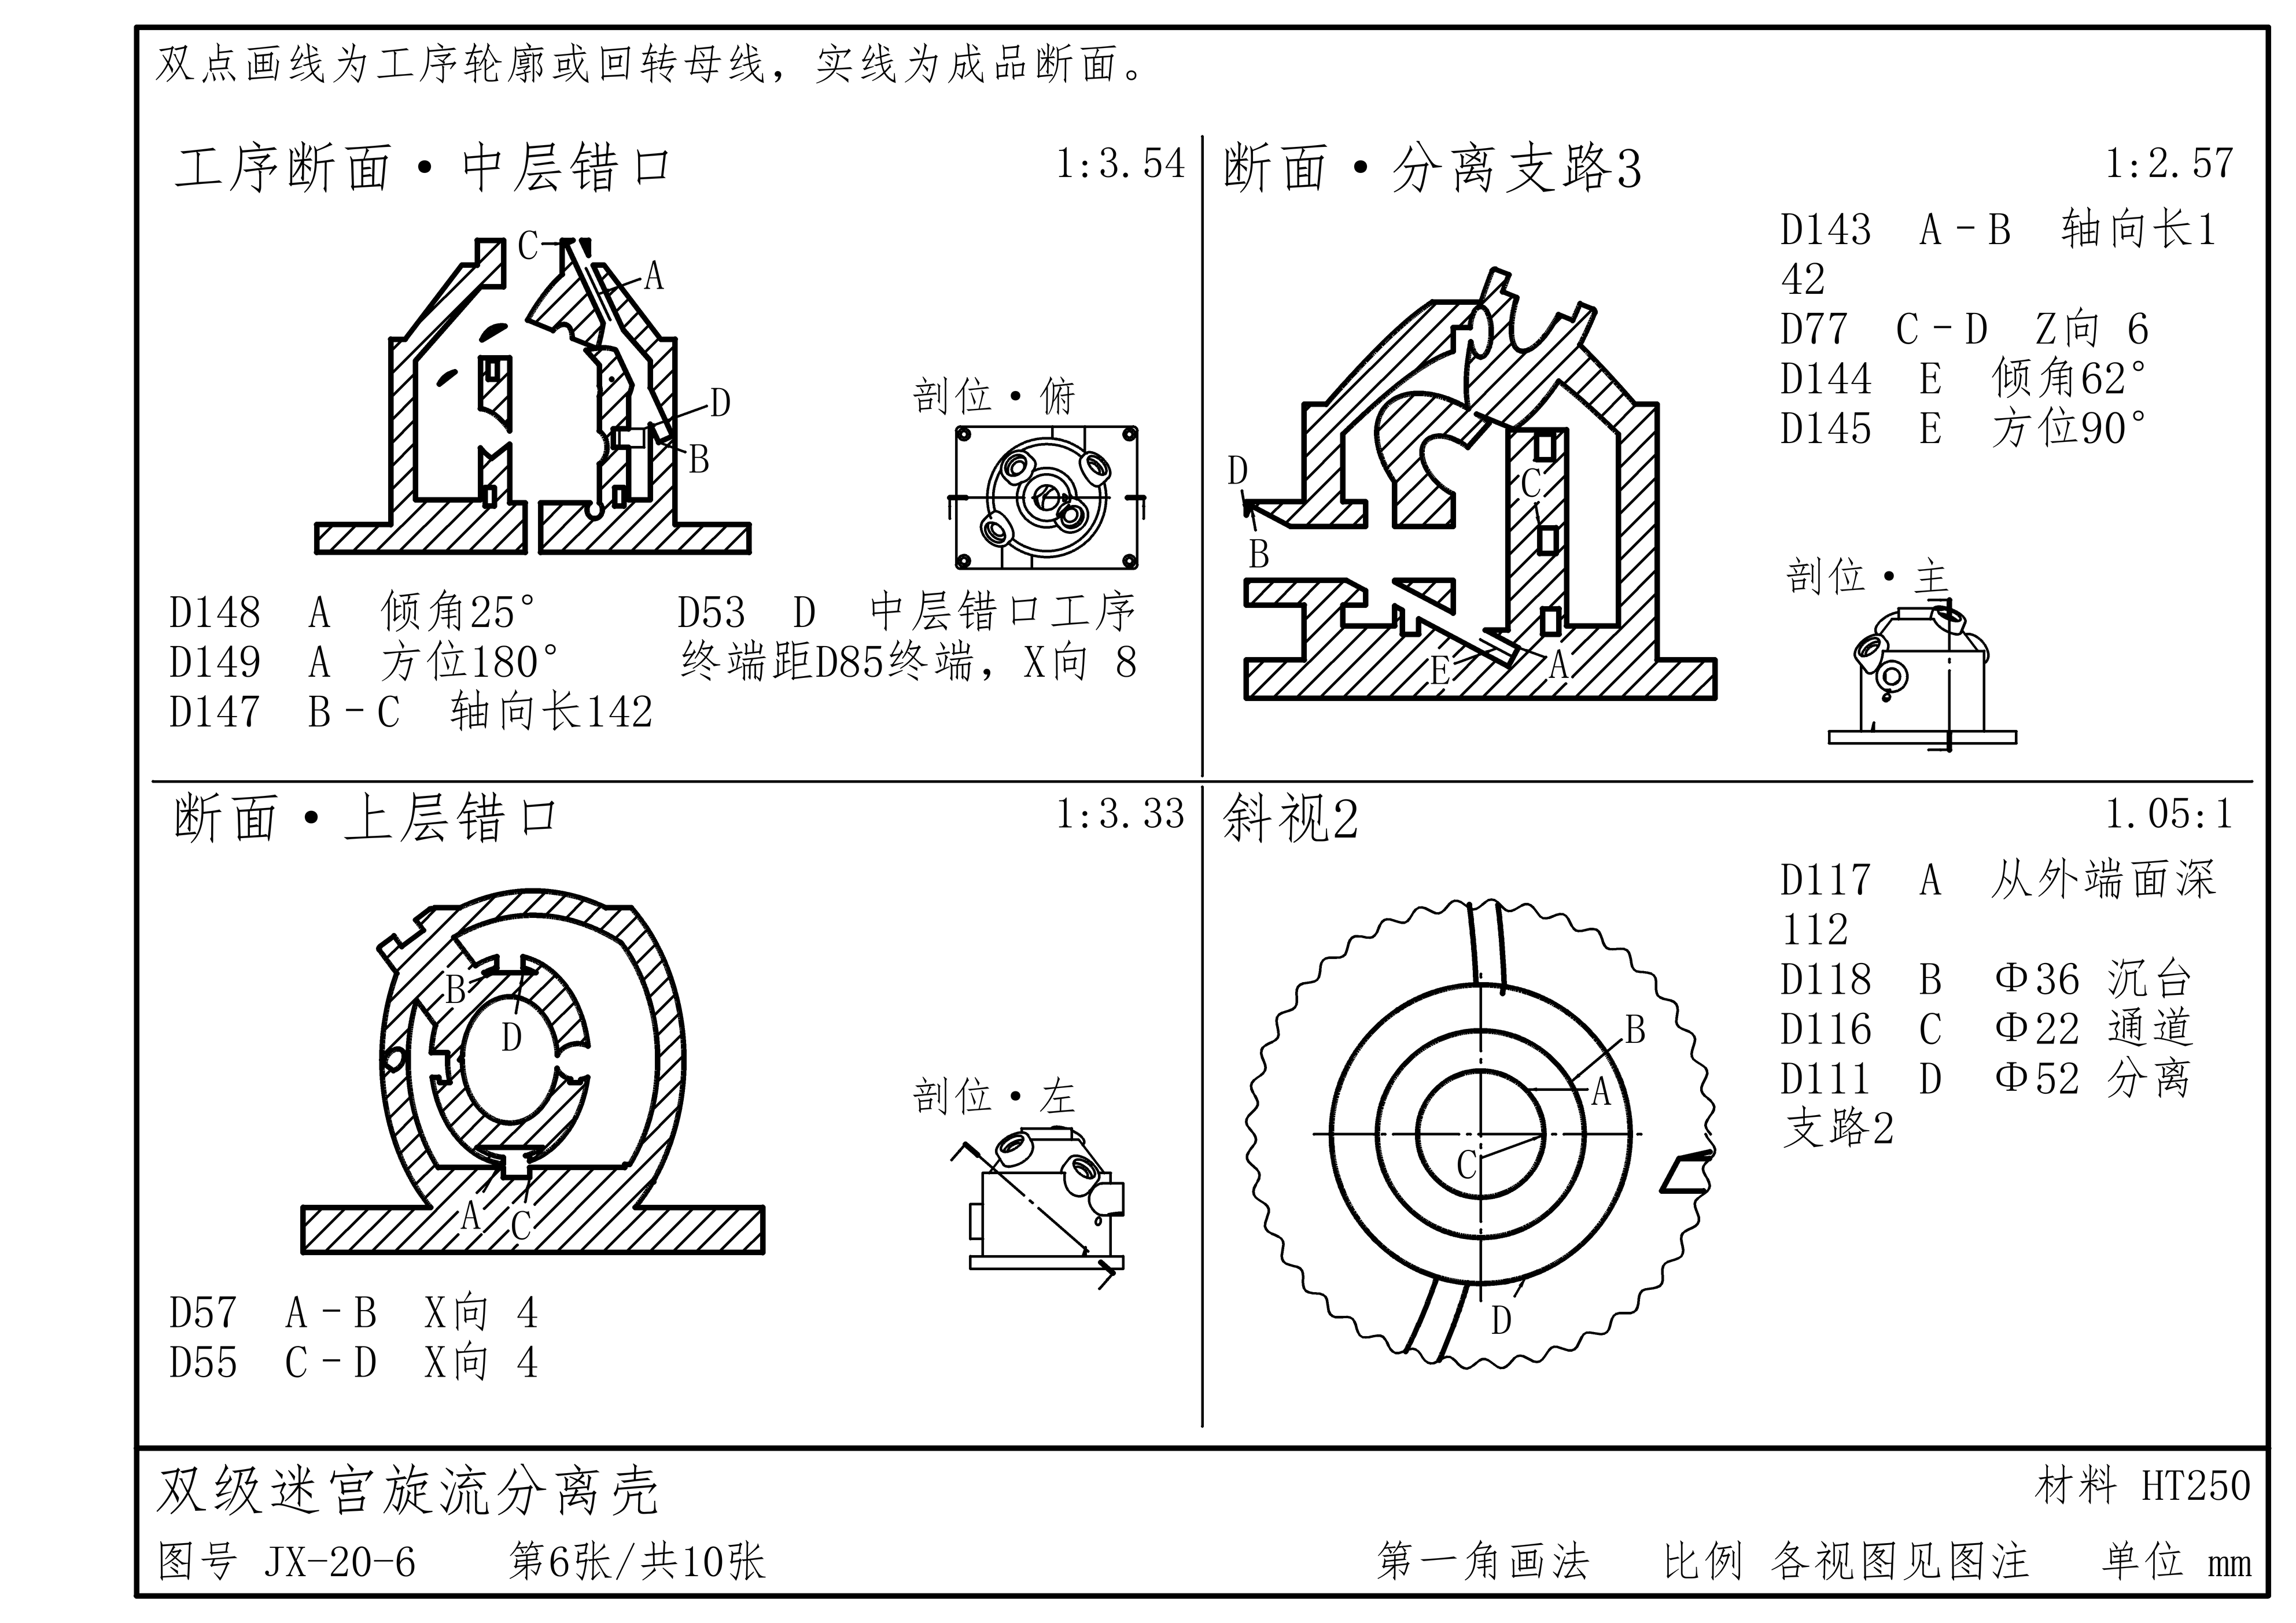 双点画线为工序轮廓或回转母线，实线为成品断面。
工序断面·中层错口
1:3.54
C
A
D
B
剖位·俯
D148 A 倾角25°
D149 A 方位180°
D147 B-C 轴向长142
D53 D 中层错口工序
终端距D85终端，X向 8
断面·分离支路3
1:2.57
D143 A-B 轴向长1
42
D77 C-D Z向 6
D144 E 倾角62°
D145 E 方位90°
D
C
B
E
A
剖位·主
断面·上层错口
1:3.33
B
D
A
C
剖位·左
D57 A-B X向 4
D55 C-D X向 4
斜视2
1.05:1
D117 A 从外端面深
112
D118 B Φ36 沉台
D116 C Φ22 通道
D111 D Φ52 分离
支路2
B
A
C
D
双级迷宫旋流分离壳
材料 HT250
图号 JX-20-6 第6张/共10张
第一角画法 比例 各视图见图注 单位 mm